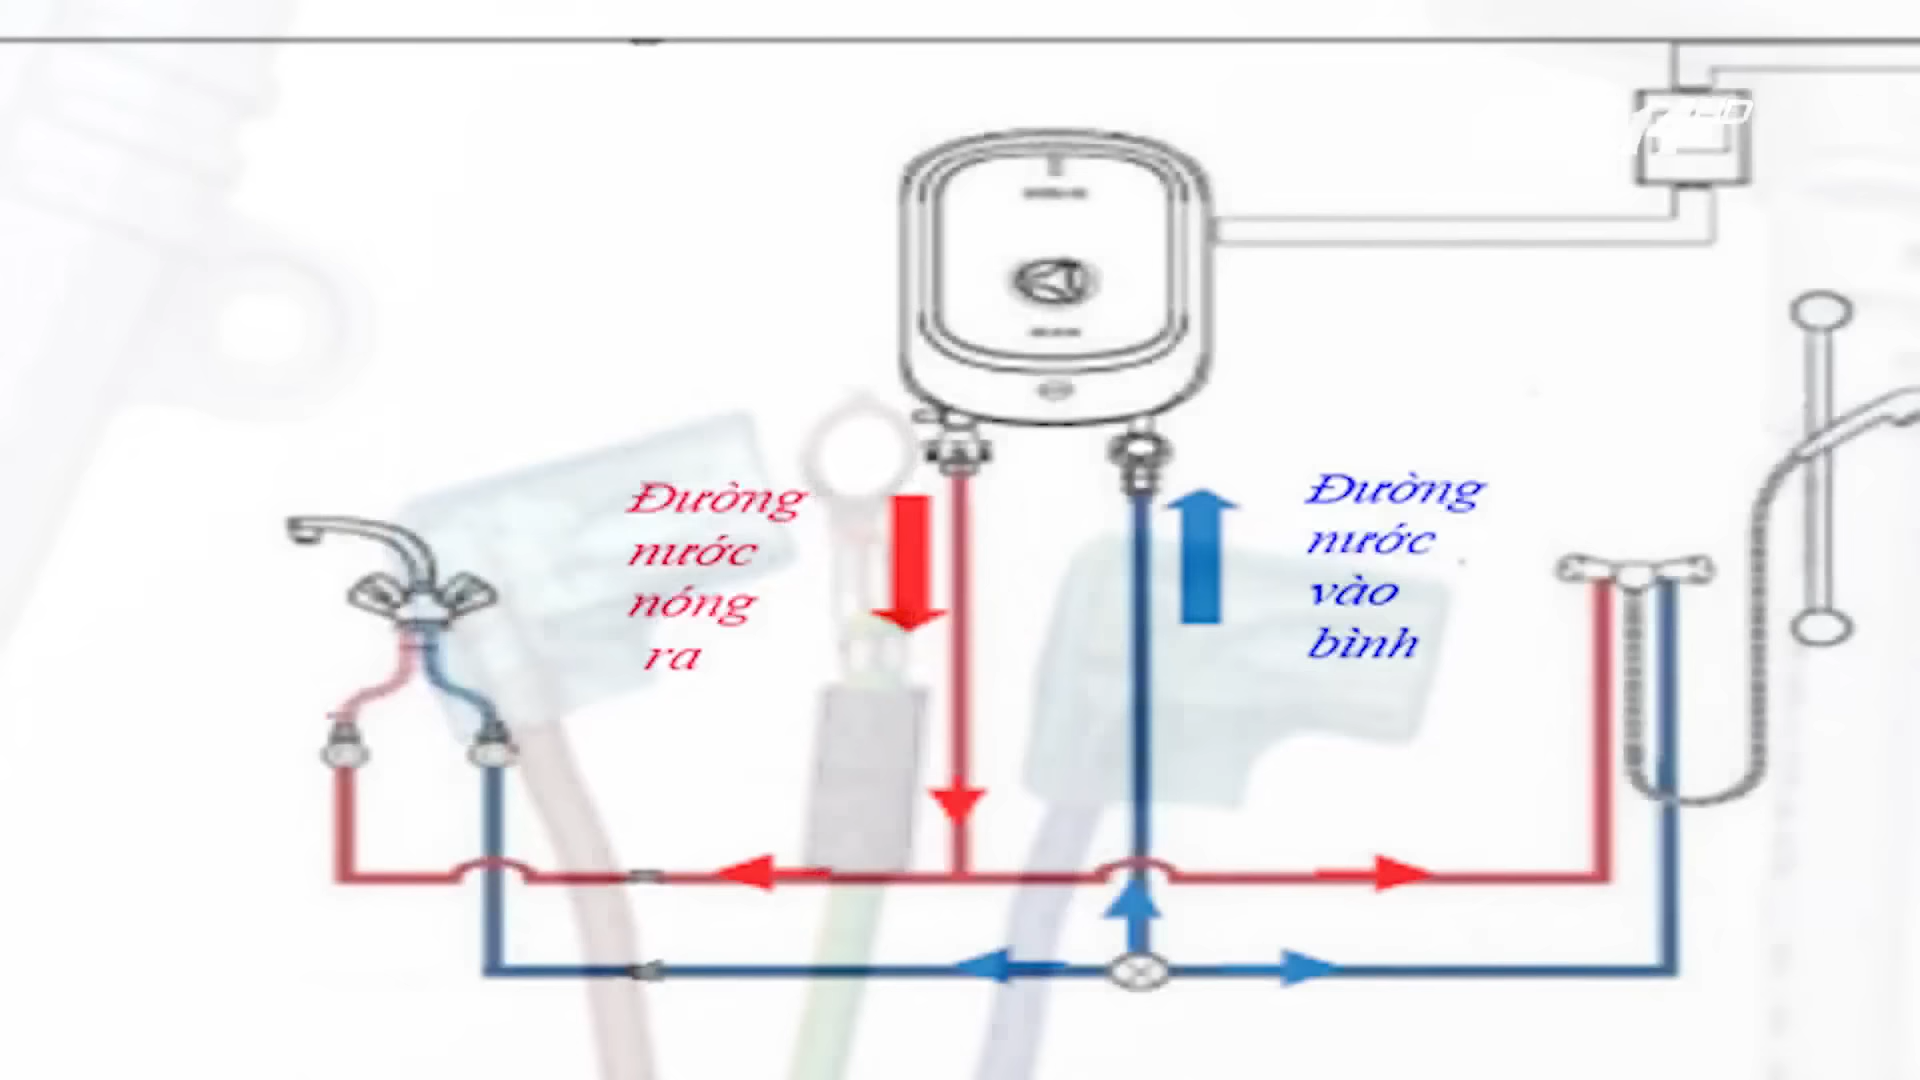 Đường
nước
nóng
ra
Đường
nước
vào
bình